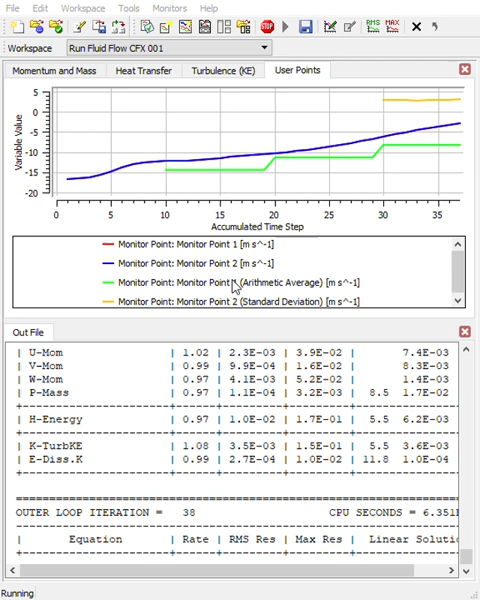 File Edit Workspace Tools Monitors Help
RMS MAX
Workspace Run Fluid Flow CFX 001
Momentum and Mass Heat Transfer Turbulence (KE) User Points
5
0
-5
-10
-15
-20
Variable Value
0 5 10 15 20 25 30 35
Accumulated Time Step
Monitor Point: Monitor Point 1 [m s^-1]
Monitor Point: Monitor Point 2 [m s^-1]
Monitor Point: Monitor Point (Arithmetic Average) [m s^-1]
Monitor Point: Monitor Point 2 (Standard Deviation) [m s^-1]
Out File
| U-Mom | 1.02 | 2.3E-03 | 3.9E-02 | 7.4E-03
| V-Mom | 0.99 | 9.9E-04 | 1.6E-02 | 8.3E-03
| W-Mom | 0.97 | 4.1E-03 | 5.2E-02 | 1.4E-03
| P-Mass | 0.97 | 1.1E-04 | 3.2E-03 | 8.5 1.7E-02
| H-Energy | 0.97 | 1.0E-02 | 1.7E-01 | 5.5 6.2E-03
| K-TurbKE | 1.08 | 3.5E-03 | 1.5E-01 | 5.5 3.6E-03
| E-Diss.K | 0.99 | 2.7E-04 | 1.0E-02 | 11.8 1.0E-04
OUTER LOOP ITERATION = 38 CPU SECONDS = 6.351
| Equation | Rate | RMS Res | Max Res | Linear Soluti
Running